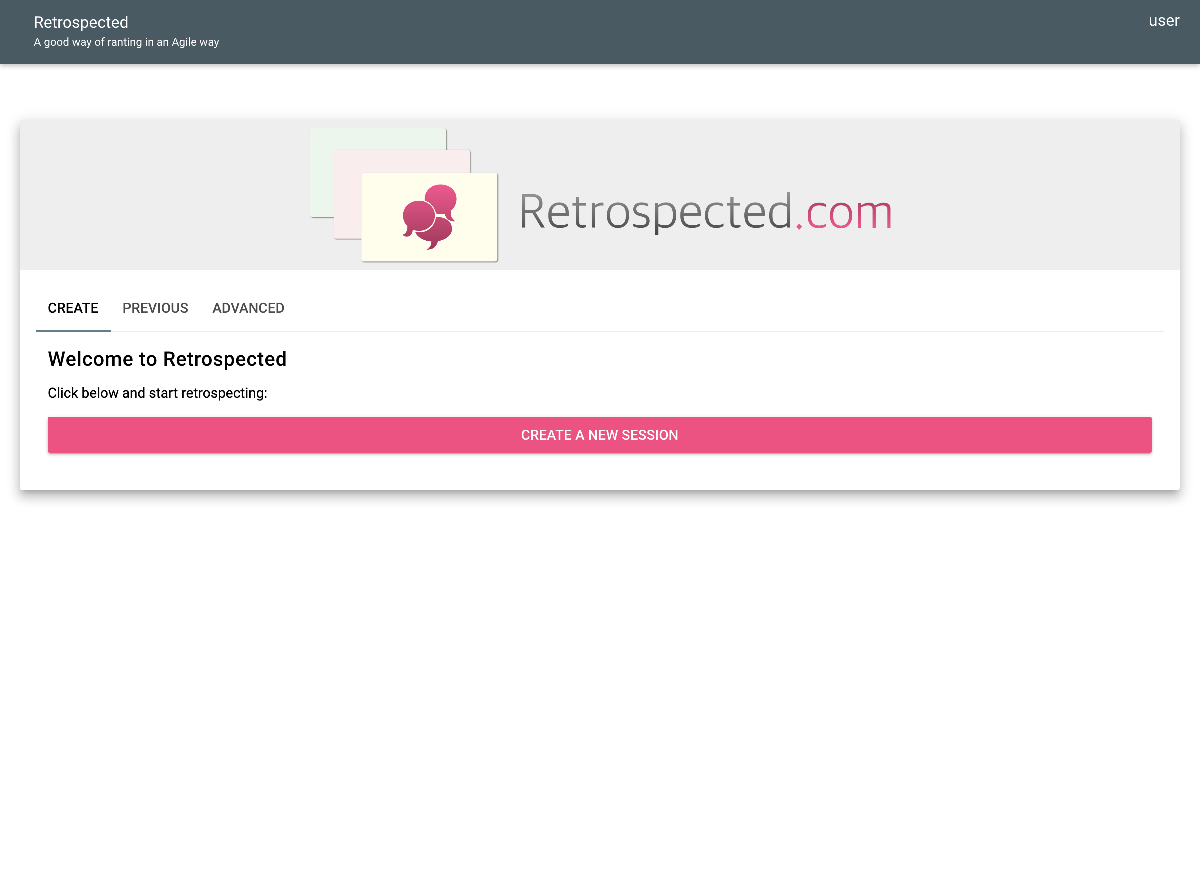 Retrospected
user
A good way of ranting in an Agile way
Retrospected.com
CREATE PREVIOUS ADVANCED
Welcome to Retrospected
Click below and start retrospecting:
CREATE A NEW SESSION